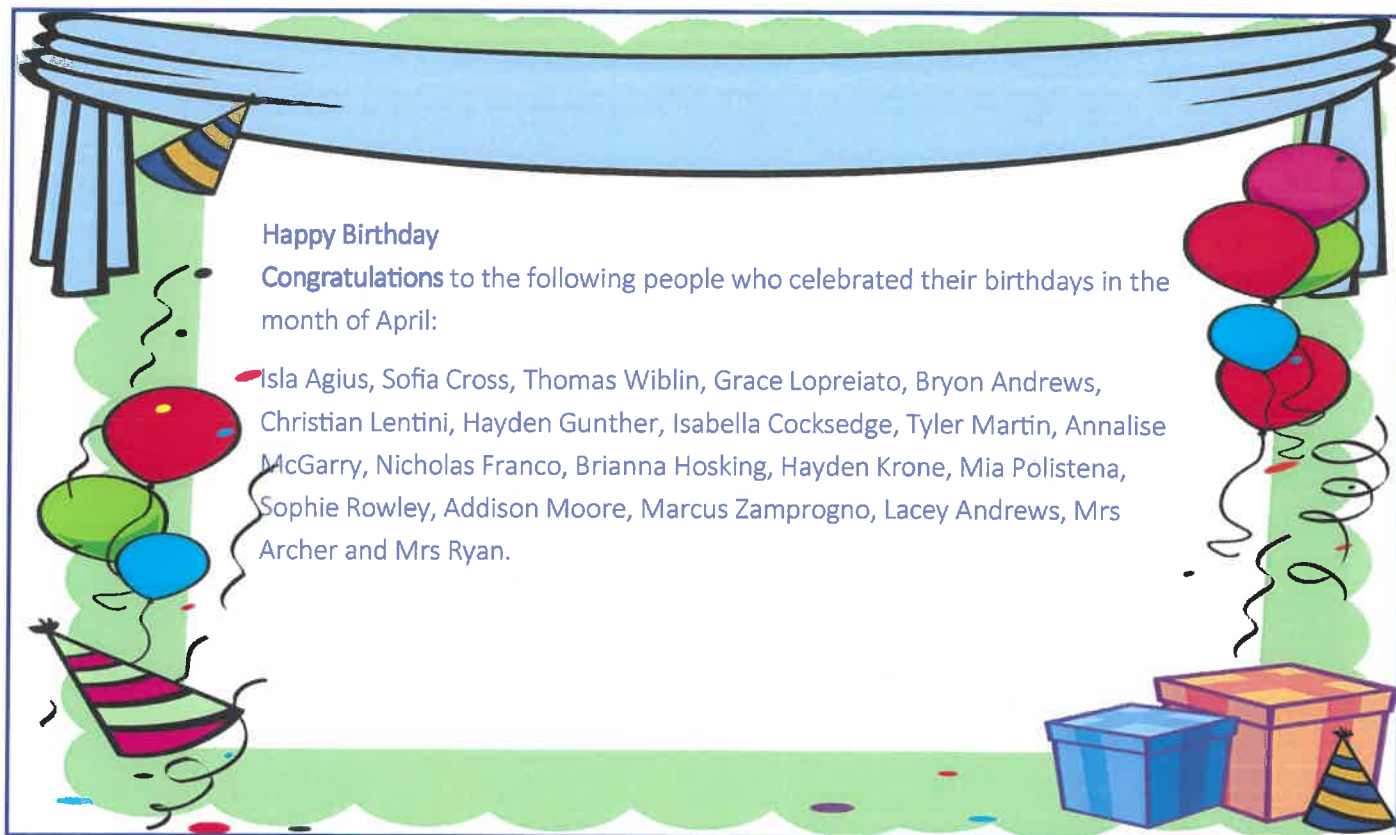 Happy Birthday
Congratulations to the following people who celebrated their birthdays in the
month of April:
Isla Agius, Sofia Cross, Thomas Wiblin, Grace Lopreiato, Bryon Andrews,
Christian Lentini, Hayden Gunther, Isabella Cocksedge, Tyler Martin, Annalise
McGarry, Nicholas Franco, Brianna Hosking, Hayden Krone, Mia Polistena,
Sophie Rowley, Addison Moore, Marcus Zamprogno, Lacey Andrews, Mrs
Archer and Mrs Ryan.